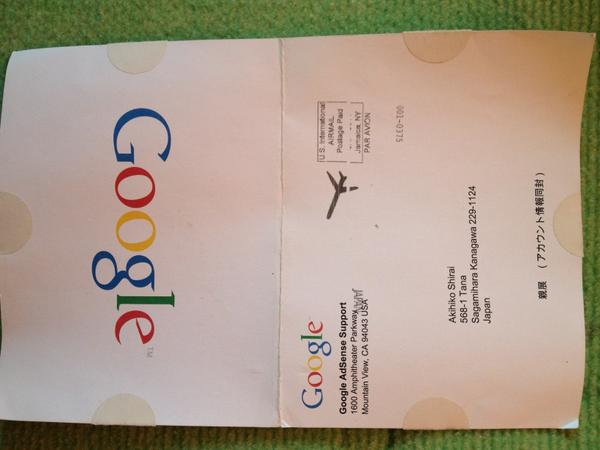 Google™
Google™
Google AdSense Support
1600 Amphitheater Parkway
Mountain View, CA 94043 USA
U.S. International
AIRMAIL
Postage Paid
Jamaica, NY
PAR AVION
001-0375
Akihiko Shirai
568-1 Tana
Sagamihara Kanagawa 229-1124
Japan
親展 (アカウント情報同封)